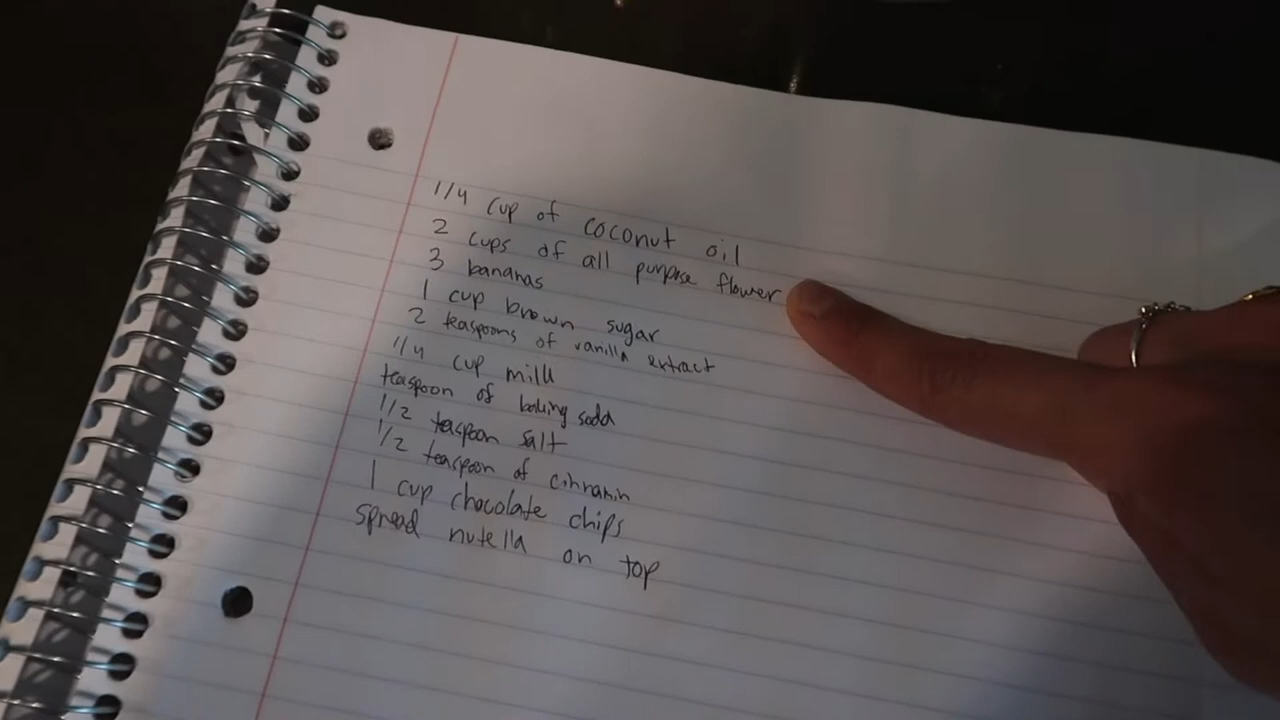 1/4 cup of coconut oil
2 cups of all purpose flower
3 bananas
1 cup brown sugar
2 teaspoons of vanilla extract
1/4 cup milk
teaspoon of baking soda
1/2 teaspoon salt
1/2 teaspoon of cinnamin
1 cup chocolate chips
spread nutella on top